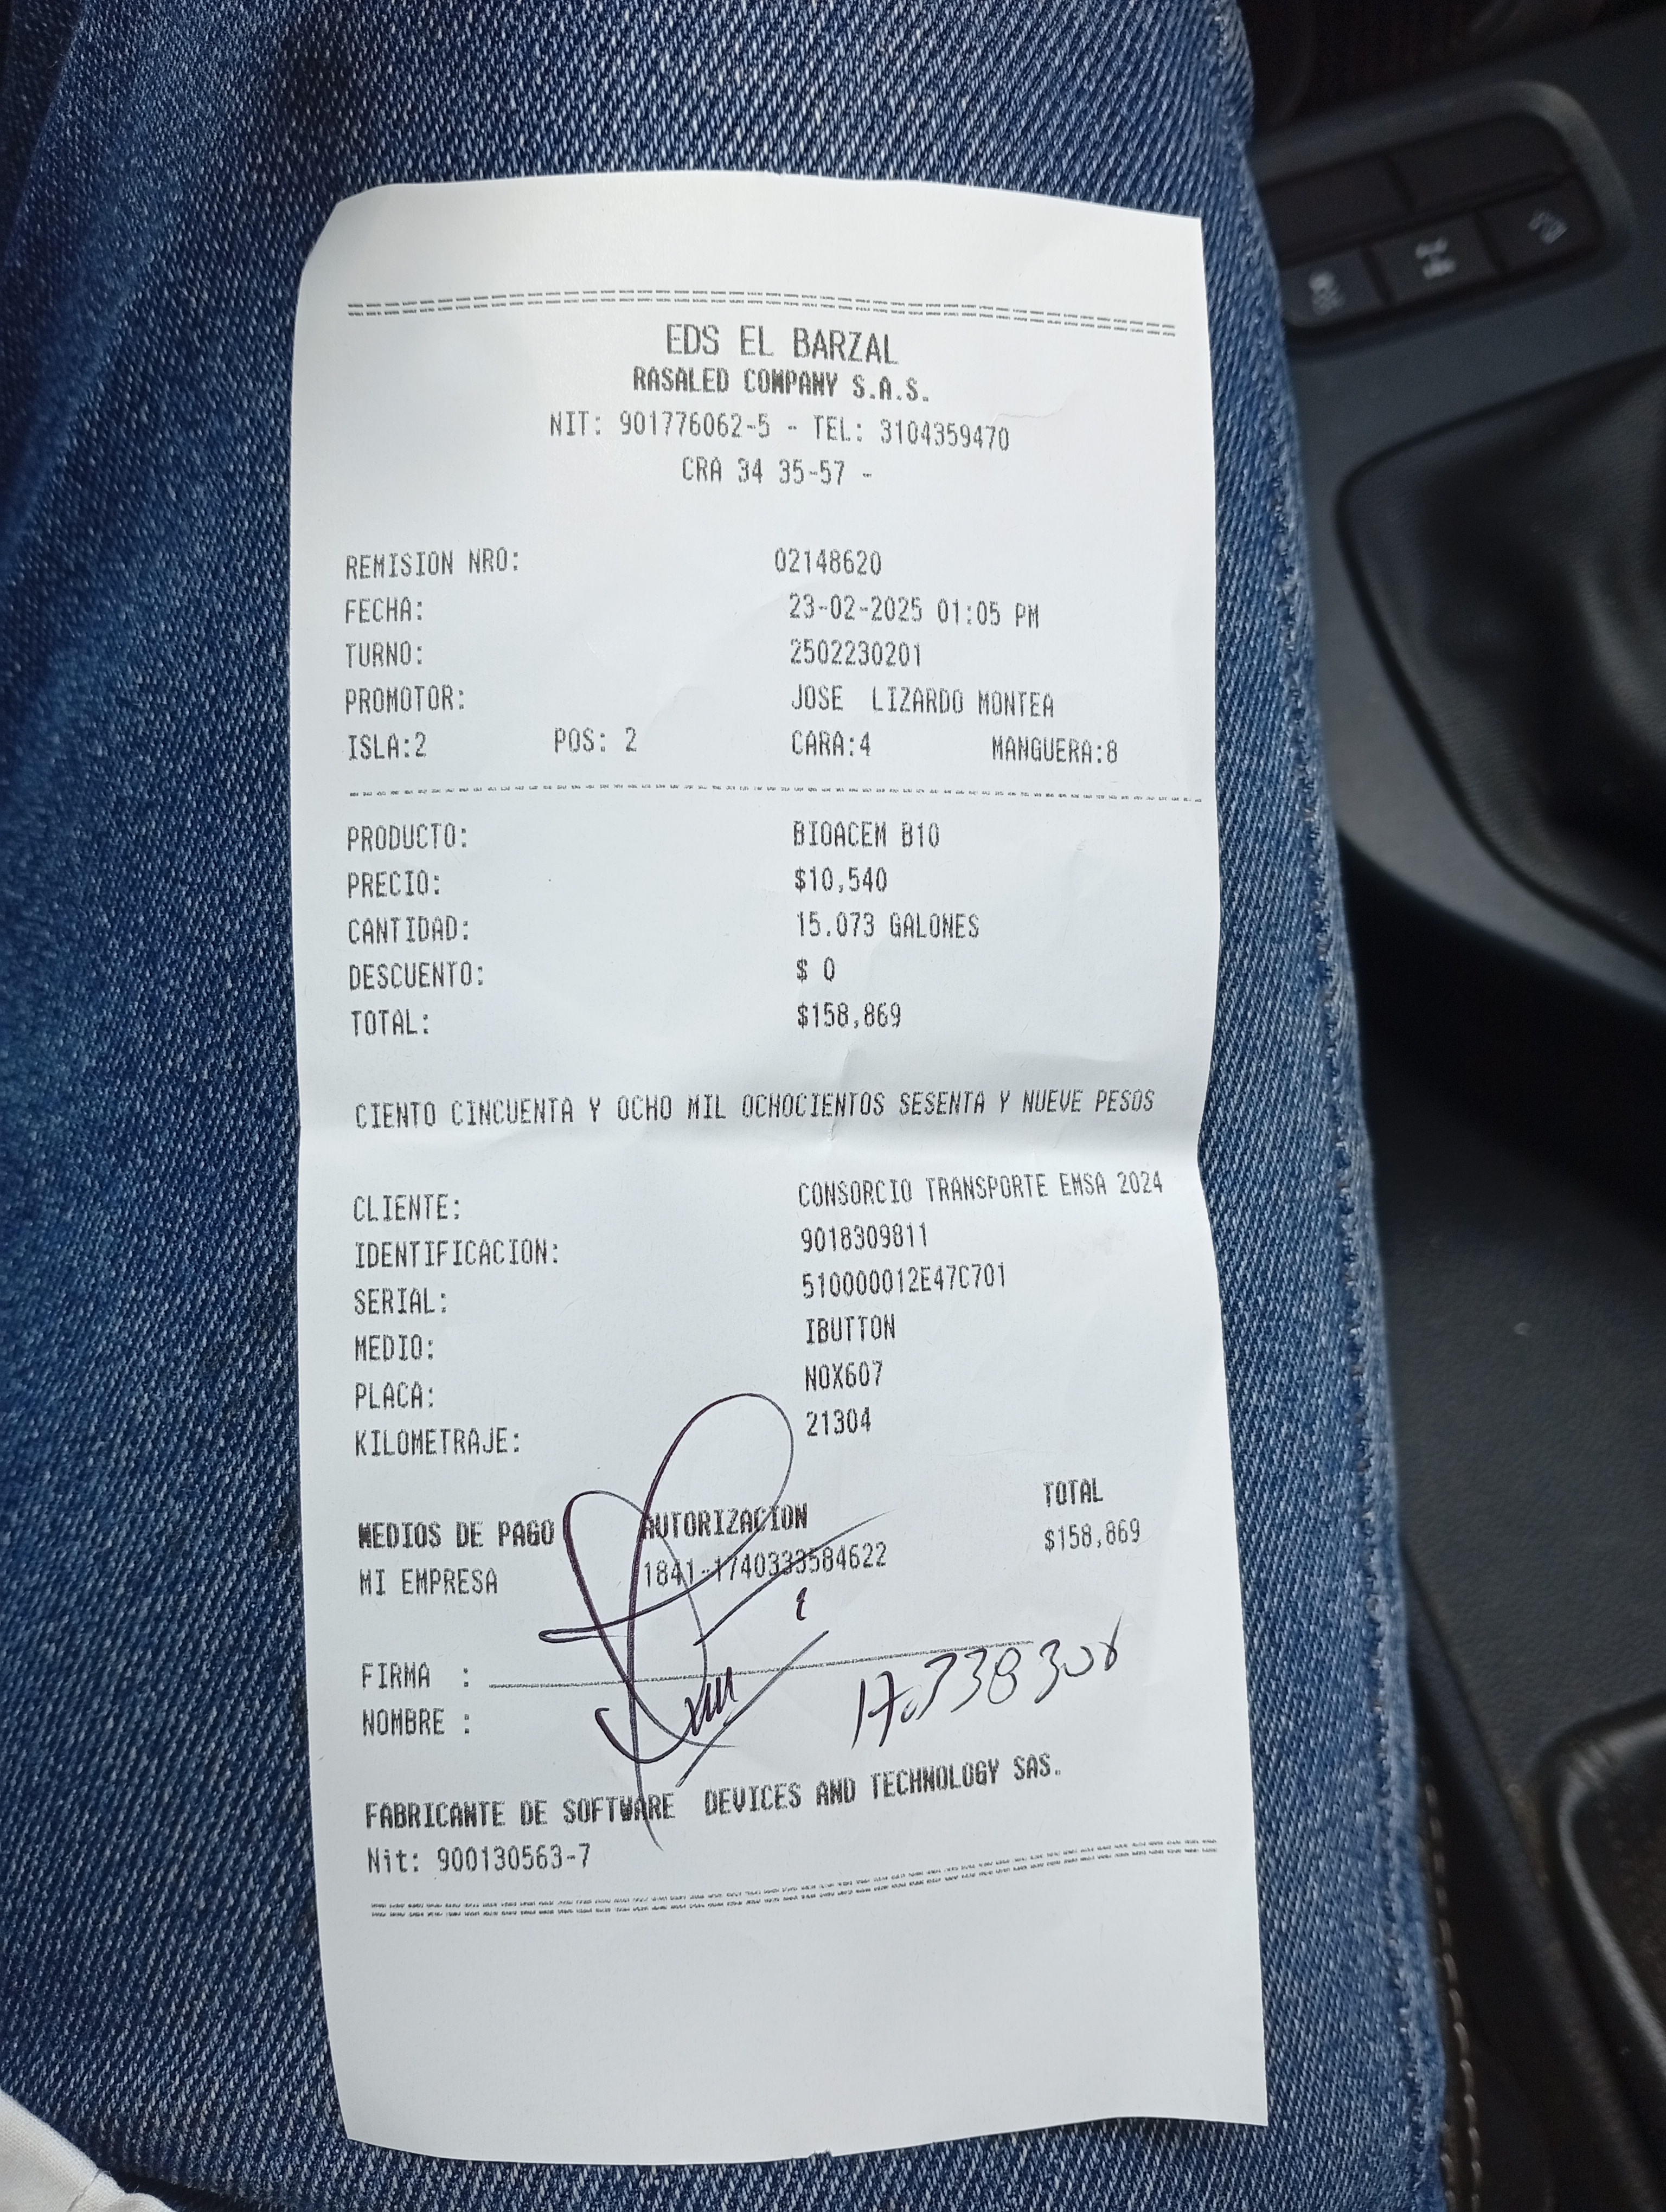 EDS EL BARZAL
RASALED COMPANY S.A.S.
NIT: 901776062-5 - TEL: 3104359470
CRA 34 35-57 -
REMISION NRO: 02148620
FECHA: 23-02-2025 01:05 PM
TURNO: 2502230201
PROMOTOR: JOSE LIZARDO MONTEA
ISLA:2 POS: 2 CARA:4 MANGUERA:8
PRODUCTO: BIOACEM B10
PRECIO: $10,540
CANTIDAD: 15.073 GALONES
DESCUENTO: $ 0
TOTAL: $158,869
CIENTO CINCUENTA Y OCHO MIL OCHOCIENTOS SESENTA Y NUEVE PESOS
CLIENTE: CONSORCIO TRANSPORTE EMSA 2024
IDENTIFICACION: 9018309811
SERIAL: 510000012E47C701
MEDIO: IBUTTON
PLACA: NOX607
KILOMETRAJE: 21304
MEDIOS DE PAGO AUTORIZACION TOTAL
MI EMPRESA 1841-1740333584622 $158,869
FIRMA :
NOMBRE :
FABRICANTE DE SOFTWARE DEVICES AND TECHNOLOGY SAS.
Nit: 900130563-7